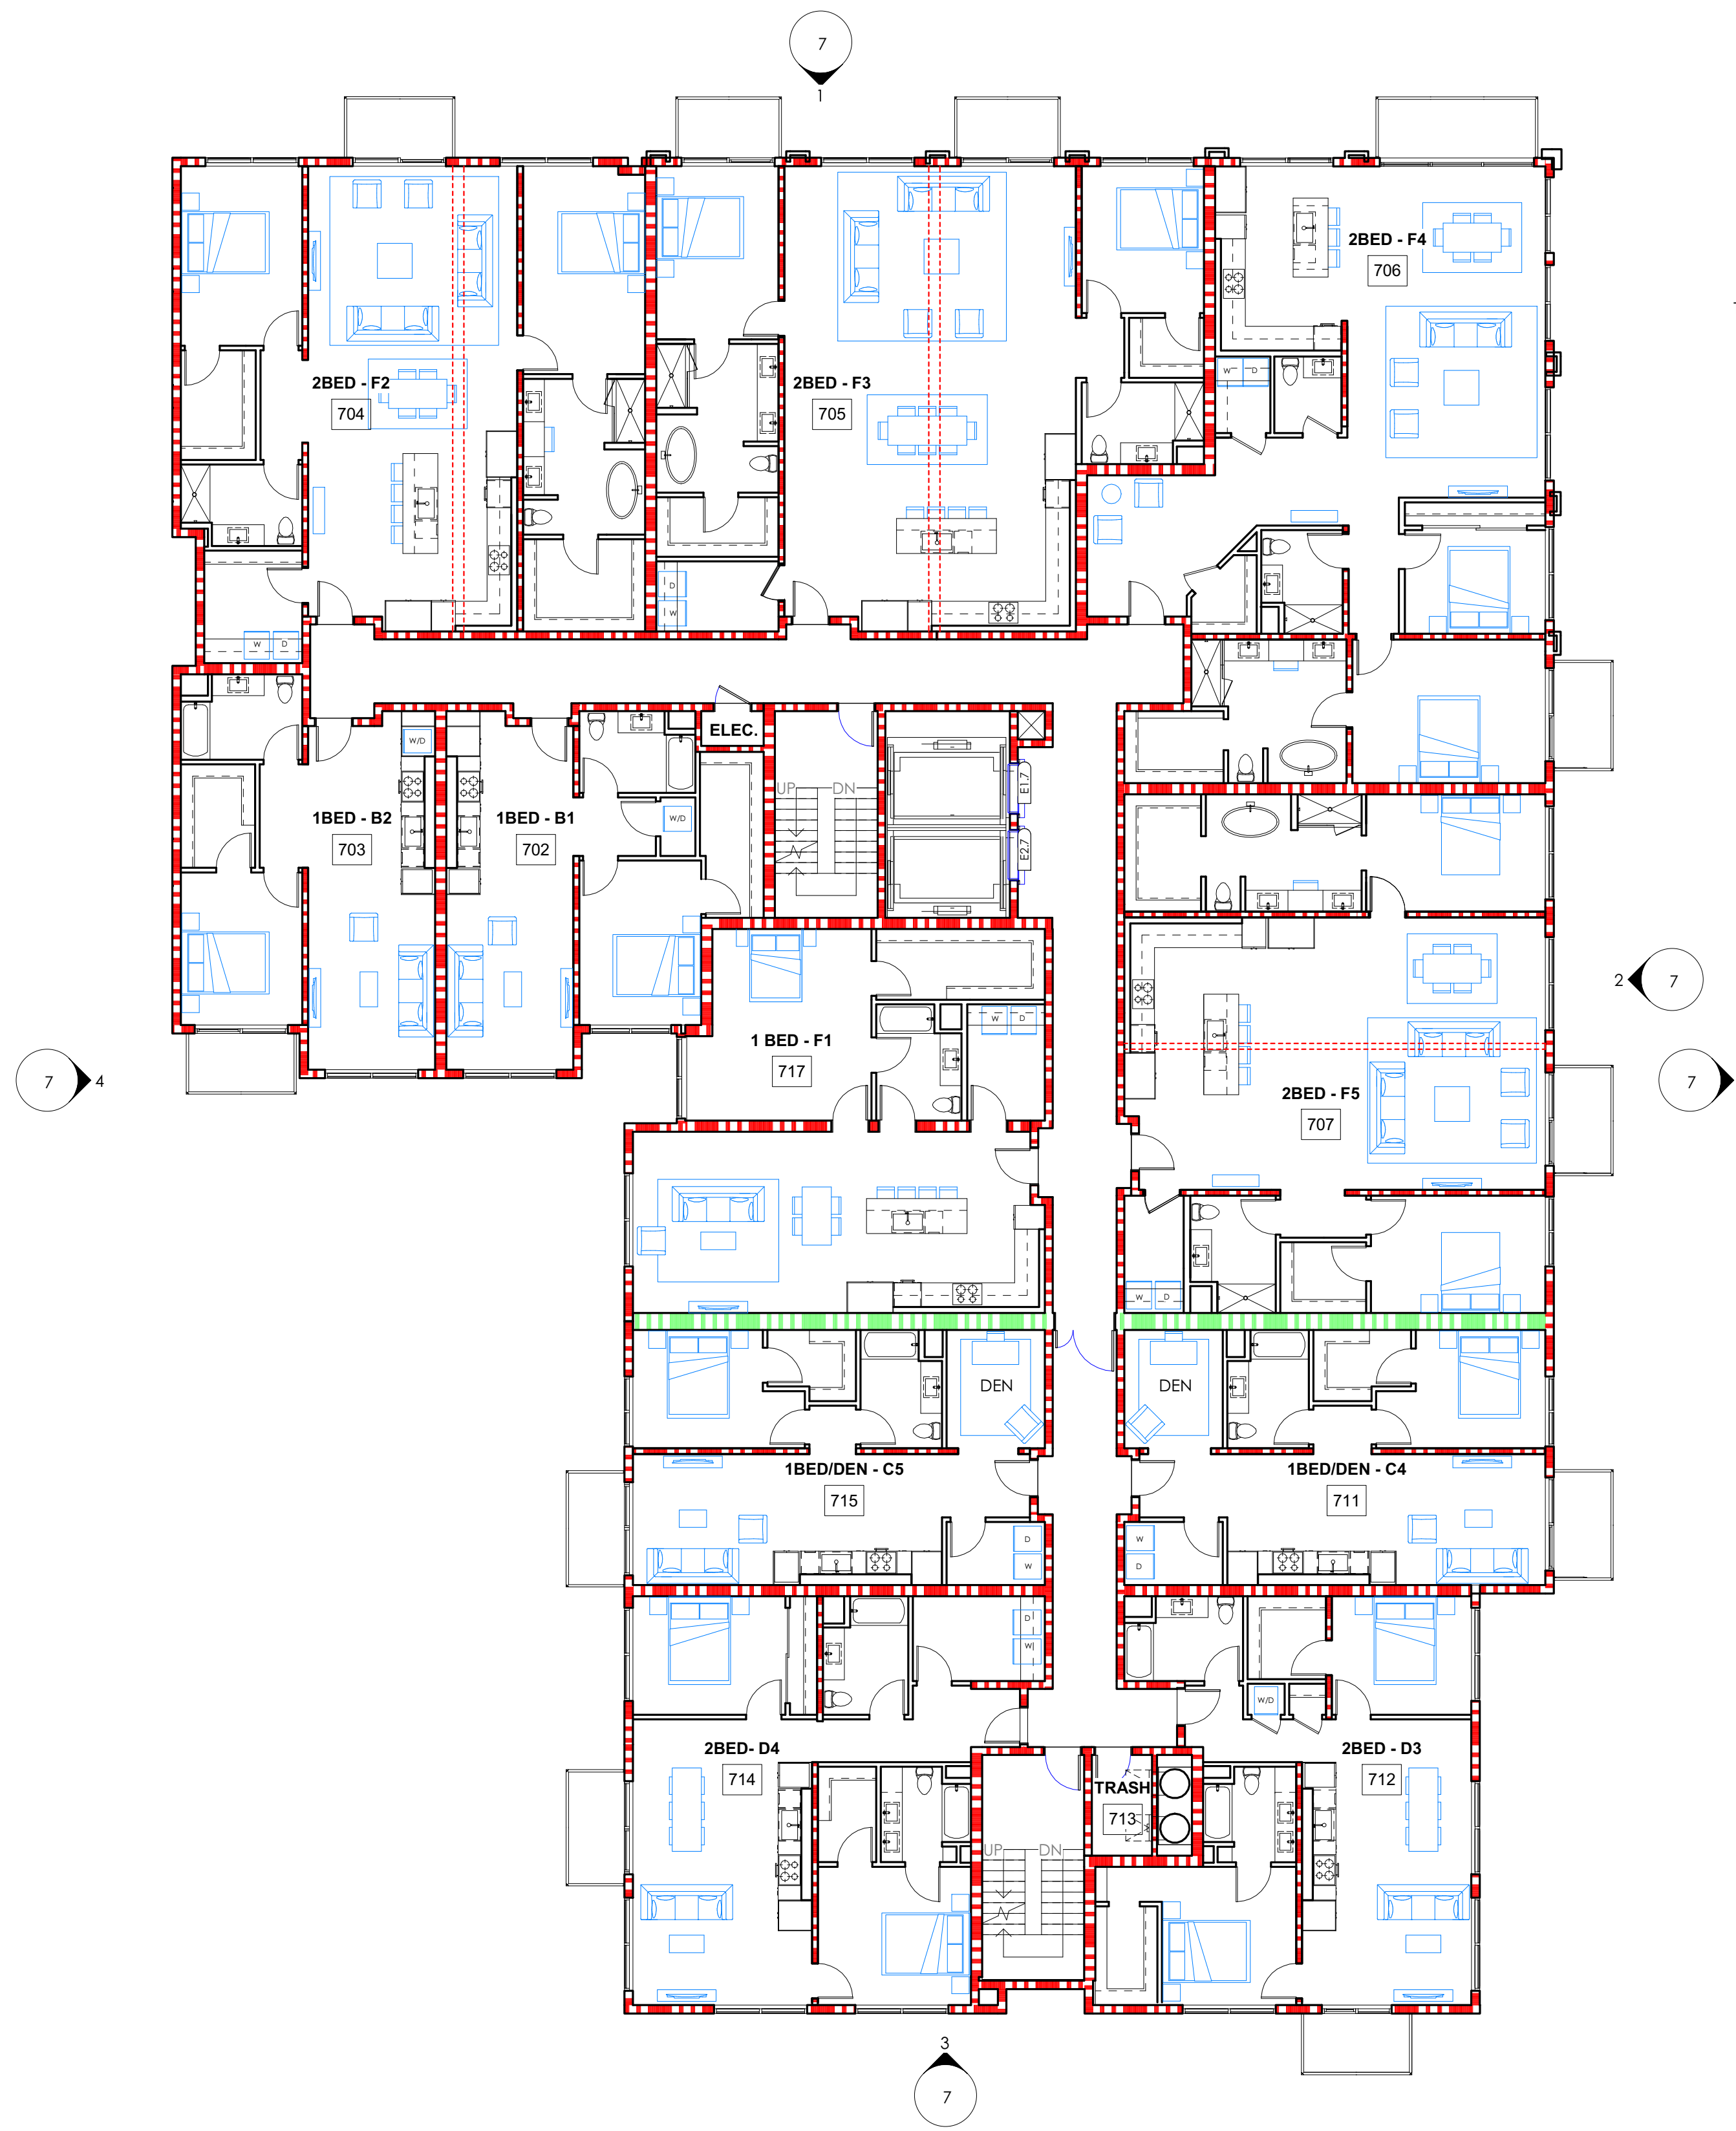 7
1
2BED - F4
706
2BED - F2
704
2BED - F3
705
W D
D
W
W D
ELEC.
W/D
UP DN
E1.7
1BED - B2
703
1BED - B1
702
W/D
E2.7
2 7
W D
1 BED - F1
717
7 4
7
2BED - F5
707
W D
DEN
DEN
1BED/DEN - C5
715
1BED/DEN - C4
711
D
W
W
D
D
W
W/D
2BED- D4
714
2BED - D3
712
TRASH
713
UP DN
3
7